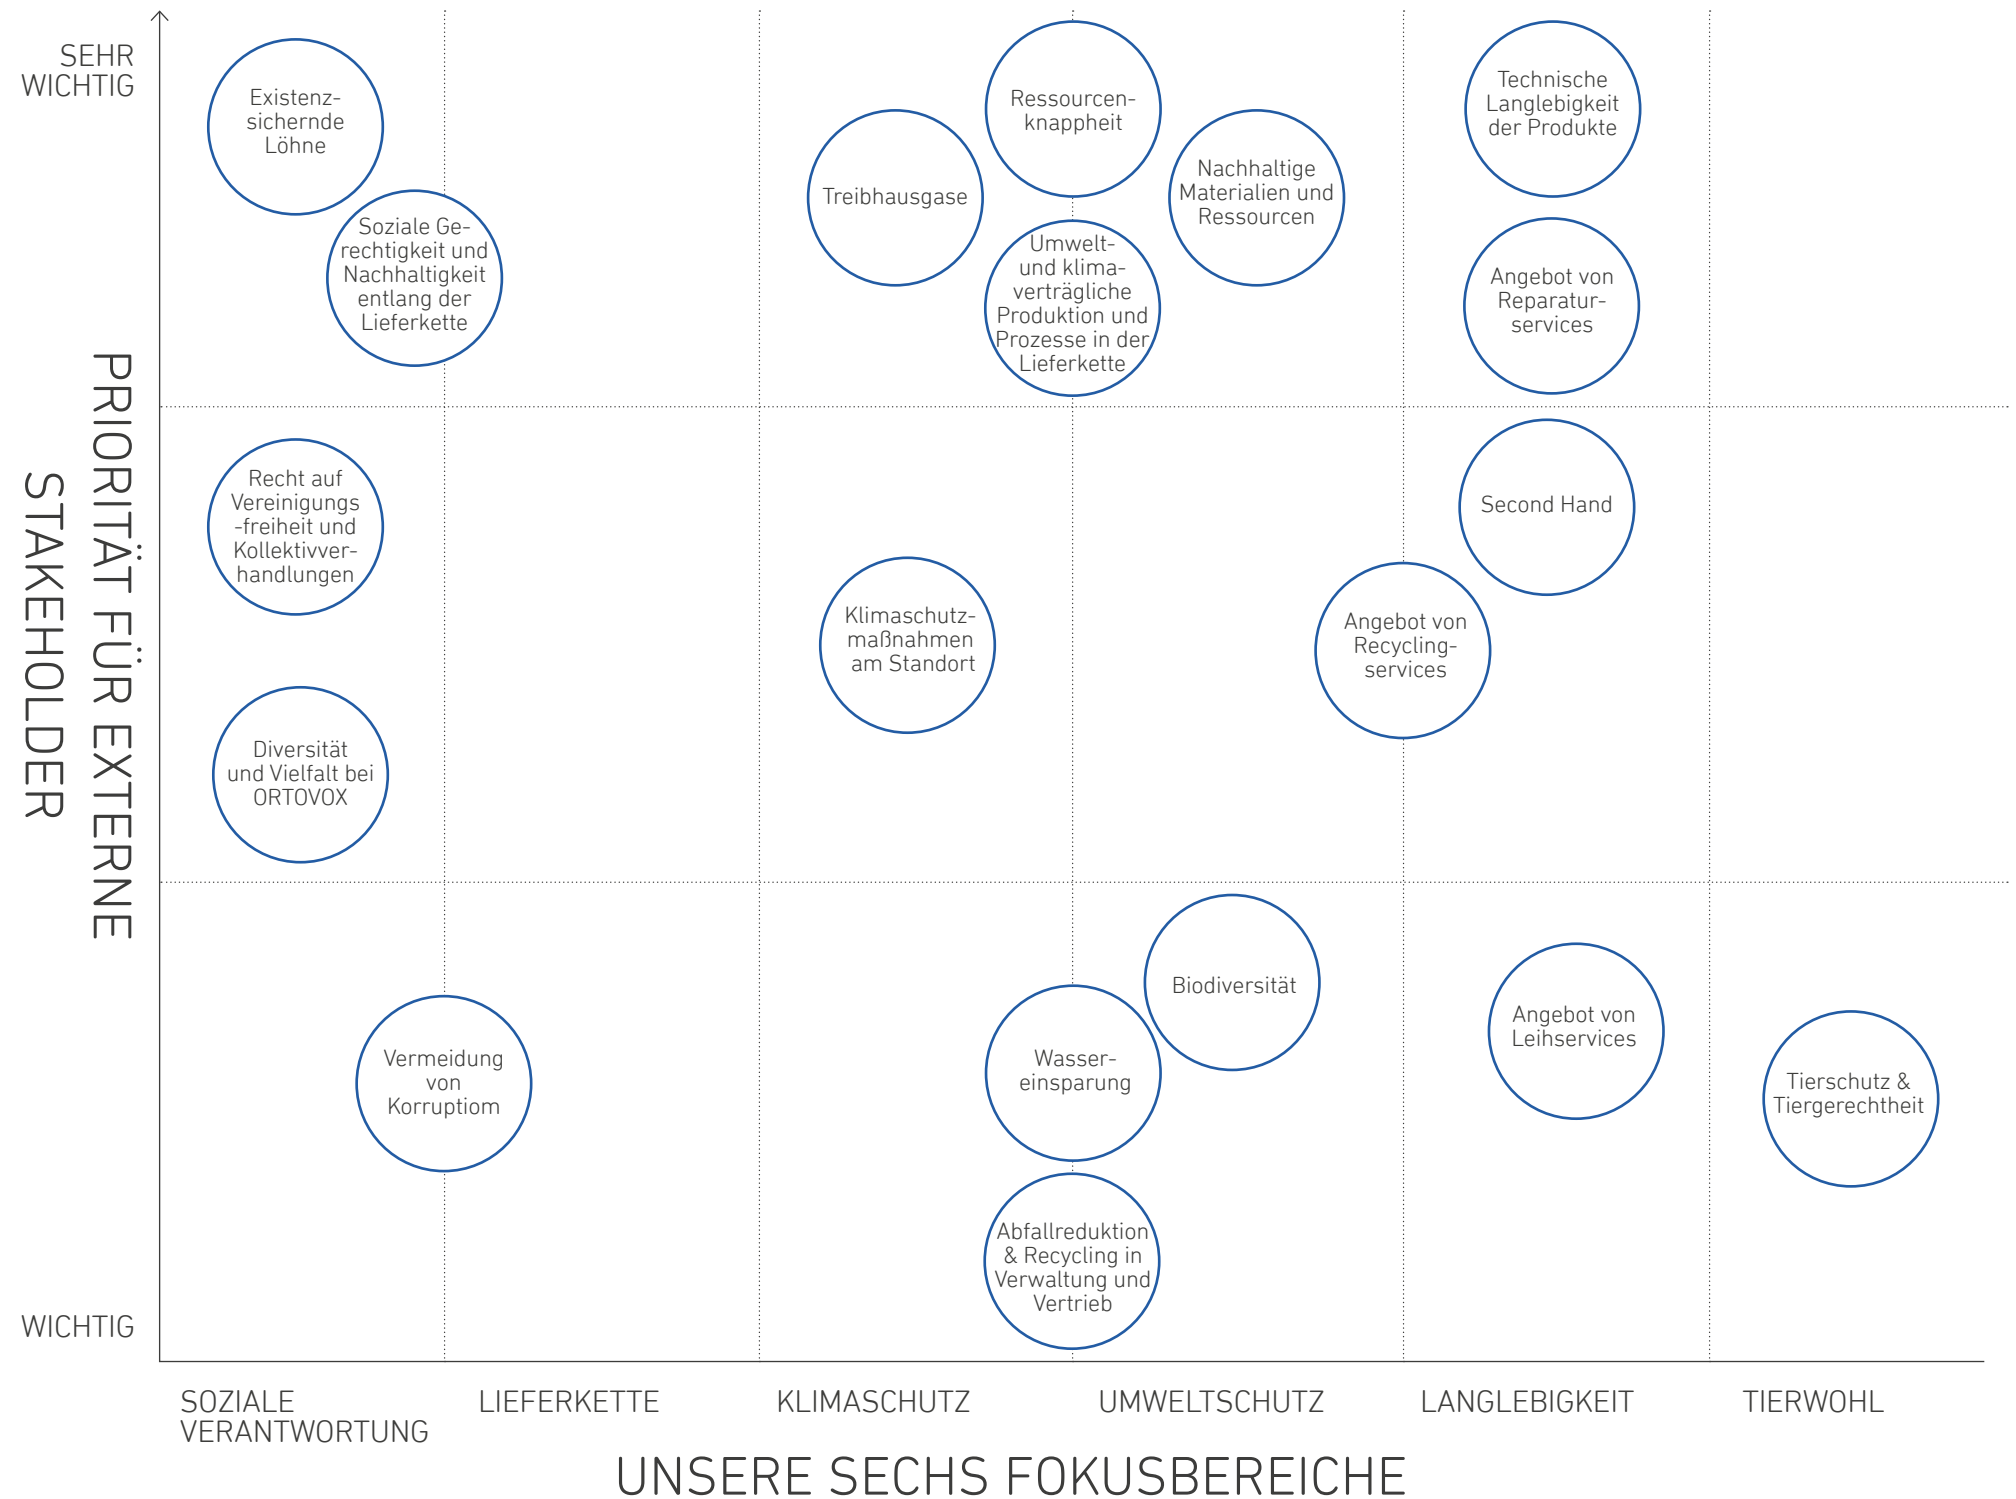 SEHR
WICHTIG
Existenz-
sichernde
Löhne
Soziale Ge-
rechtigkeit und
Nachhaltigkeit
entlang der
Lieferkette
Treibhausgase
Ressourcen-
knappheit
Umwelt-
und klima-
verträgliche
Produktion und
Prozesse in der
Lieferkette
Nachhaltige
Materialien und
Ressourcen
Technische
Langlebigkeit
der Produkte
Angebot von
Reparatur-
services
PRIORITÄT FÜR EXTERNE
STAKEHOLDER
Recht auf
Vereinigungs
-freiheit und
Kollektivver-
handlungen
Diversität
und Vielfalt bei
ORTOVOX
Klimaschutz-
maßnahmen
am Standort
Second Hand
Angebot von
Recycling-
services
Vermeidung
von
Korruptiom
Biodiversität
Wasser-
einsparung
Abfallreduktion
& Recycling in
Verwaltung und
Vertrieb
Angebot von
Leihservices
Tierschutz &
Tiergerechtheit
WICHTIG
SOZIALE
VERANTWORTUNG
LIEFERKETTE
KLIMASCHUTZ
UMWELTSCHUTZ
LANGLEBIGKEIT
TIERWOHL
UNSERE SECHS FOKUSBEREICHE